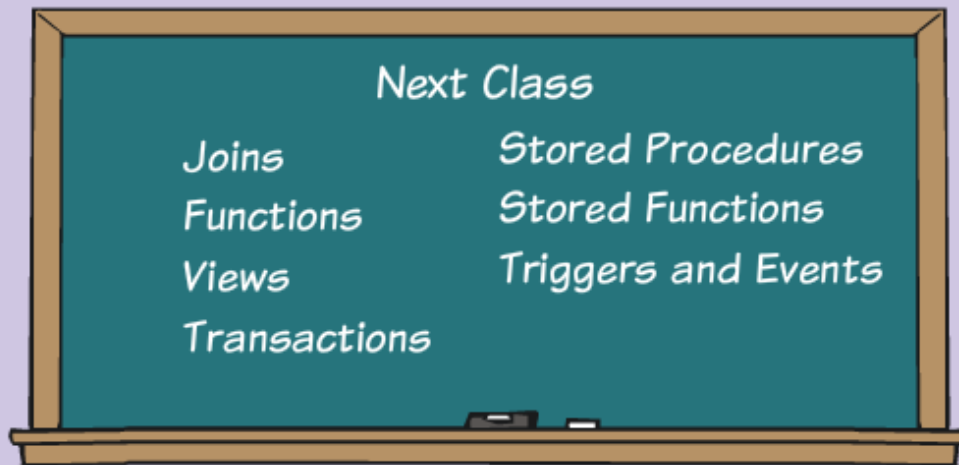 Next Class
Joins
Functions
Views
Transactions
Stored Procedures
Stored Functions
Triggers and Events